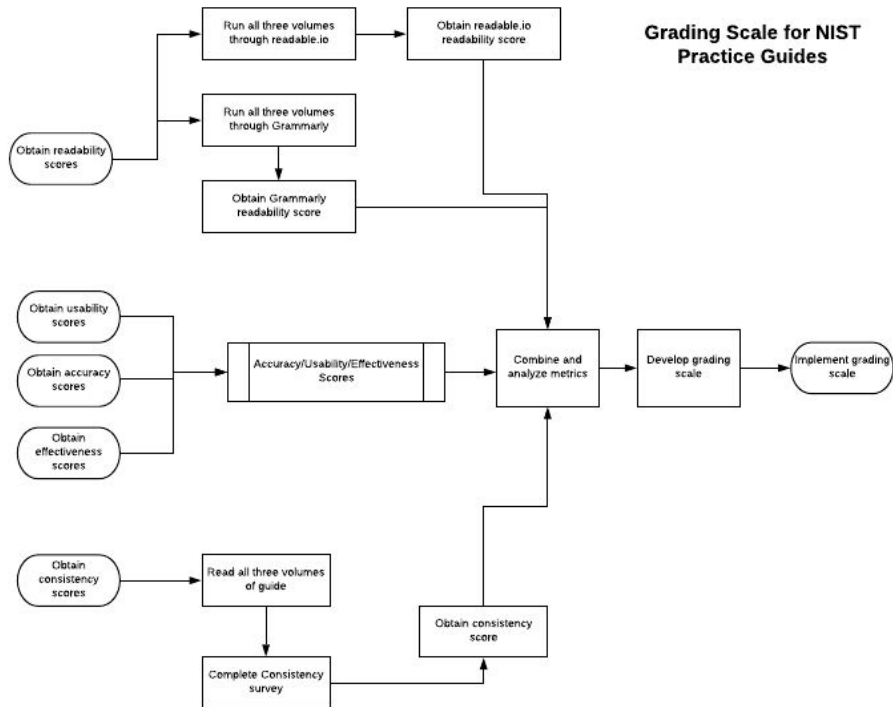 Grading Scale for NIST
Practice Guides
Run all three volumes
through readable.io
Obtain readable.io
readability score
Run all three volumes
through Grammarly
Obtain readability
scores
Obtain Grammarly
readability score
Obtain usability
scores
Obtain accuracy
scores
Obtain
effectiveness
scores
Accuracy/Usability/Effectiveness
Scores
Combine and
analyze metrics
Develop grading
scale
Implement grading
scale
Obtain
consistency
scores
Read all three volumes
of guide
Complete Consistency
survey
Obtain consistency
score